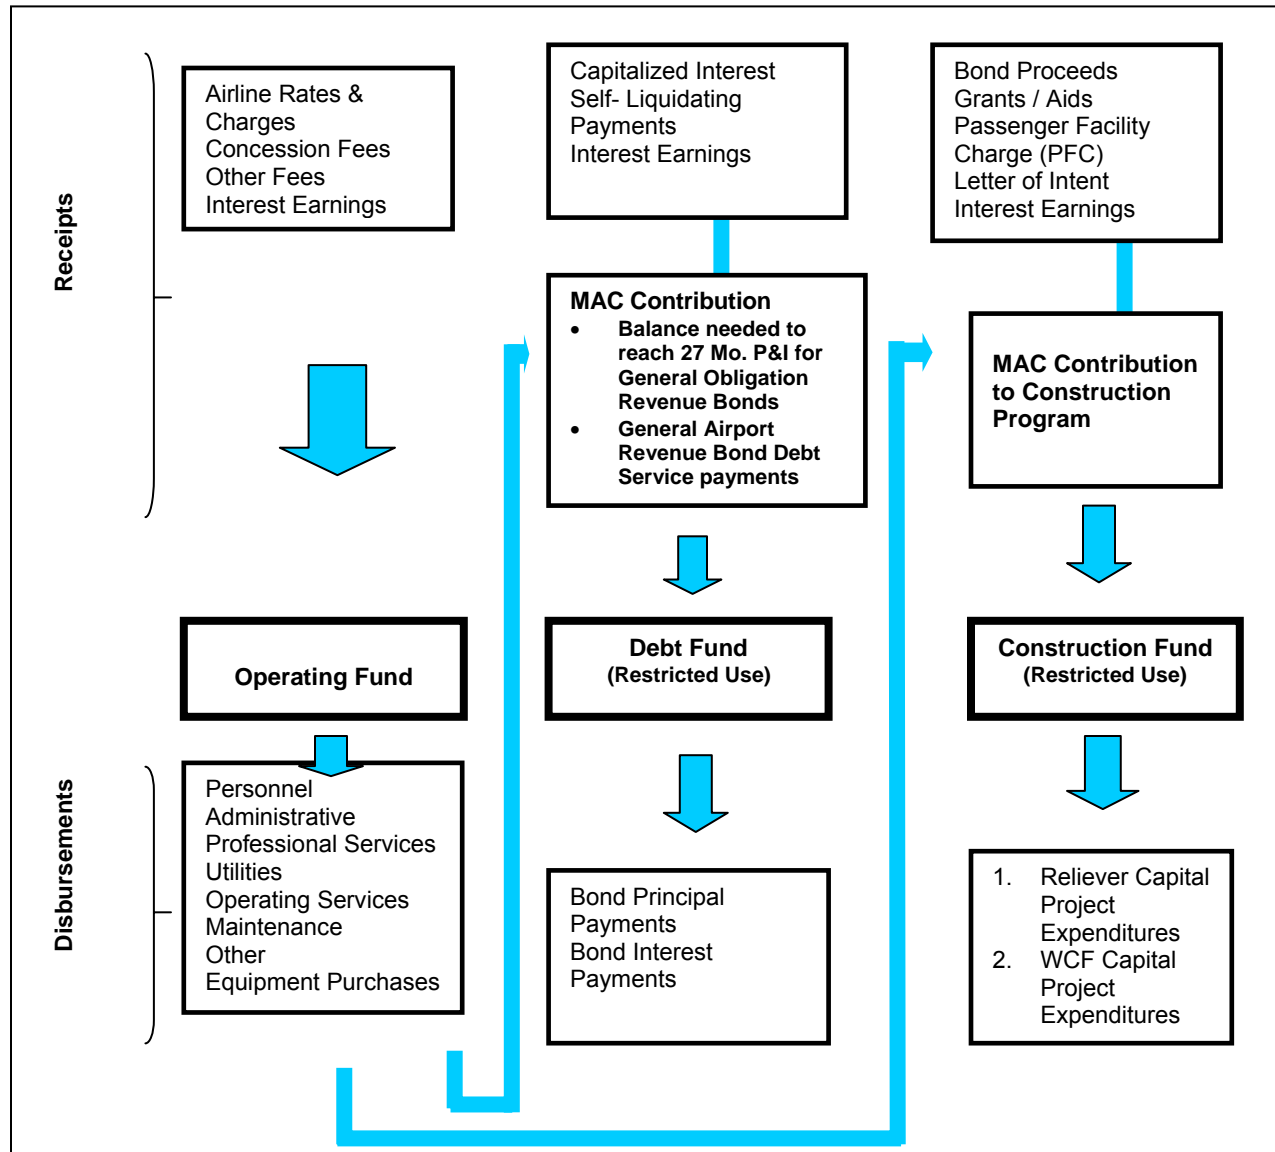 Receipts
Airline Rates &
Charges
Concession Fees
Other Fees
Interest Earnings
Capitalized Interest
Self- Liquidating
Payments
Interest Earnings
Bond Proceeds
Grants / Aids
Passenger Facility
Charge (PFC)
Letter of Intent
Interest Earnings
MAC Contribution
• Balance needed to
reach 27 Mo. P&I for
General Obligation
Revenue Bonds
• General Airport
Revenue Bond Debt
Service payments
MAC Contribution
to Construction
Program
Operating Fund
Debt Fund
(Restricted Use)
Construction Fund
(Restricted Use)
Disbursements
Personnel
Administrative
Professional Services
Utilities
Operating Services
Maintenance
Other
Equipment Purchases
Bond Principal
Payments
Bond Interest
Payments
1. Reliever Capital
Project
Expenditures
2. WCF Capital
Project
Expenditures